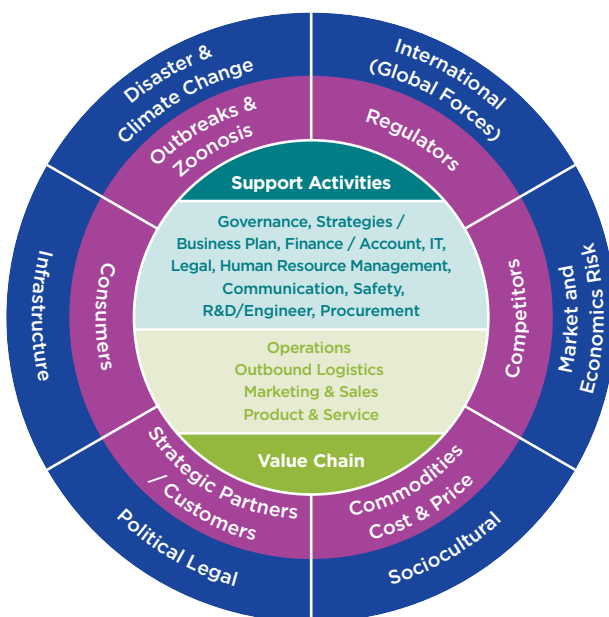 Disaster &
Climate Change
International
(Global Forces)
Outbreaks &
Zoonosis
Regulators
Support Activities
Governance, Strategies /
Business Plan, Finance / Account, IT,
Legal, Human Resource Management,
Communication, Safety,
R&D/Engineer, Procurement
Infrastructure
Consumers
Competitors
Market and
Economics Risk
Operations
Outbound Logistics
Marketing & Sales
Product & Service
Value Chain
Strategic Partners
/ Customers
Commodities
Cost & Price
Political Legal
Sociocultural